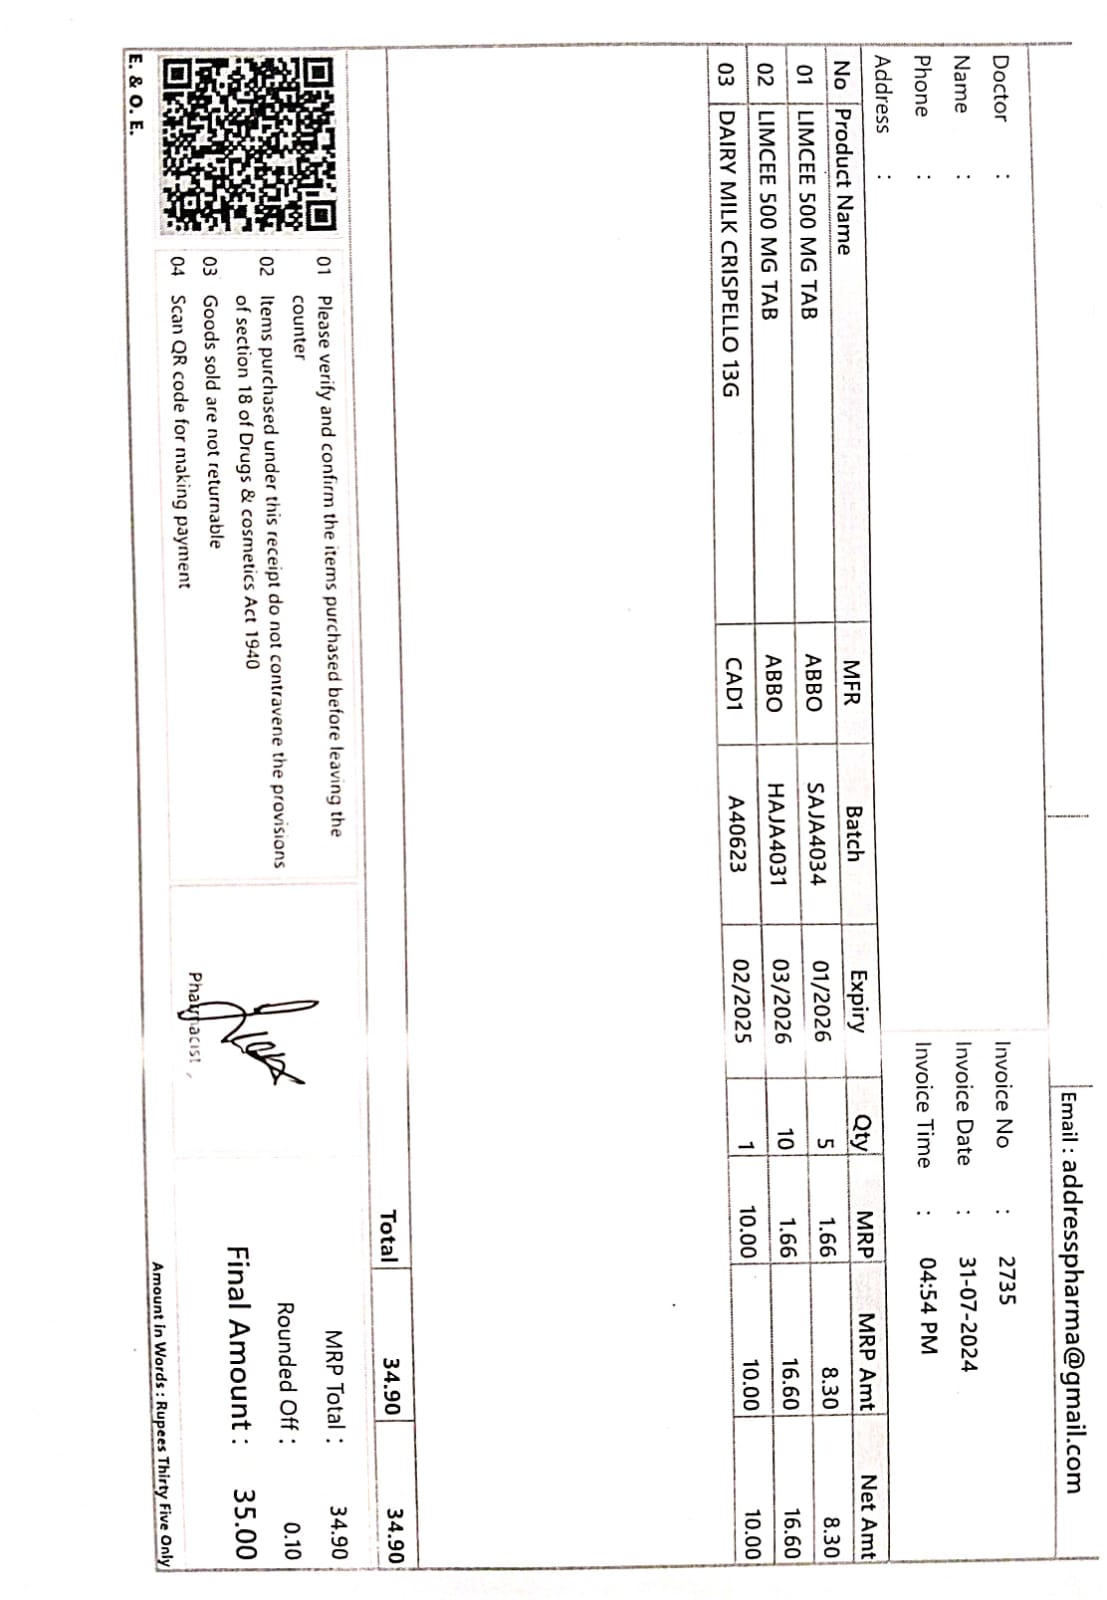 Email : addresspharma@gmail.com
Doctor :
Name :
Phone :
Address :
Invoice No : 2735
Invoice Date : 31-07-2024
Invoice Time : 04:54 PM
No Product Name MFR Batch Expiry Qty MRP MRP Amt Net Amt
01 LIMCEE 500 MG TAB ABBO SAJA4034 01/2026 5 1.66 8.30 8.30
02 LIMCEE 500 MG TAB ABBO HAJA4031 03/2026 10 1.66 16.60 16.60
03 DAIRY MILK CRISPELLO 13G CAD1 A40623 02/2025 1 10.00 10.00 10.00
Total 34.90 34.90
01 Please verify and confirm the items purchased before leaving the
counter
02 Items purchased under this receipt do not contravene the provisions
of section 18 of Drugs & cosmetics Act 1940
03 Goods sold are not returnable
04 Scan QR code for making payment
Pharmacist
MRP Total : 34.90
Rounded Off : 0.10
Final Amount : 35.00
Amount in Words : Rupees Thirty Five Only
E. & O. E.